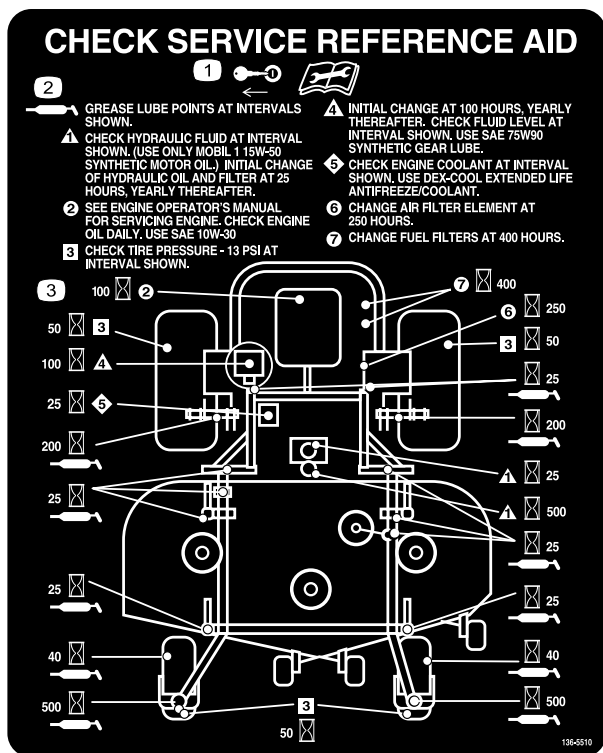 CHECK SERVICE REFERENCE AID
1
2
GREASE LUBE POINTS AT INTERVALS
SHOWN.
1 CHECK HYDRAULIC FLUID AT INTERVAL
SHOWN. (USE ONLY MOBIL 1 15W-50
SYNTHETIC MOTOR OIL.) INITIAL CHANGE
OF HYDRAULIC OIL AND FILTER AT 25
HOURS, YEARLY THEREAFTER.
2 SEE ENGINE OPERATOR'S MANUAL
FOR SERVICING ENGINE. CHECK ENGINE
OIL DAILY. USE SAE 10W-30
3 CHECK TIRE PRESSURE - 13 PSI AT
INTERVAL SHOWN.
4 INITIAL CHANGE AT 100 HOURS, YEARLY
THEREAFTER. CHECK FLUID LEVEL AT
INTERVAL SHOWN. USE SAE 75W90
SYNTHETIC GEAR LUBE.
5 CHECK ENGINE COOLANT AT INTERVAL
SHOWN. USE DEX-COOL EXTENDED LIFE
ANTIFREEZE/COOLANT.
6 CHANGE AIR FILTER ELEMENT AT
250 HOURS.
7 CHANGE FUEL FILTERS AT 400 HOURS.
3
100 2
7 400
50 3
6 250
100 4
3 50
25 5
25
200
200
1 25
25
1 500
25
25
25
40
40
500
500
3
50
136-5510